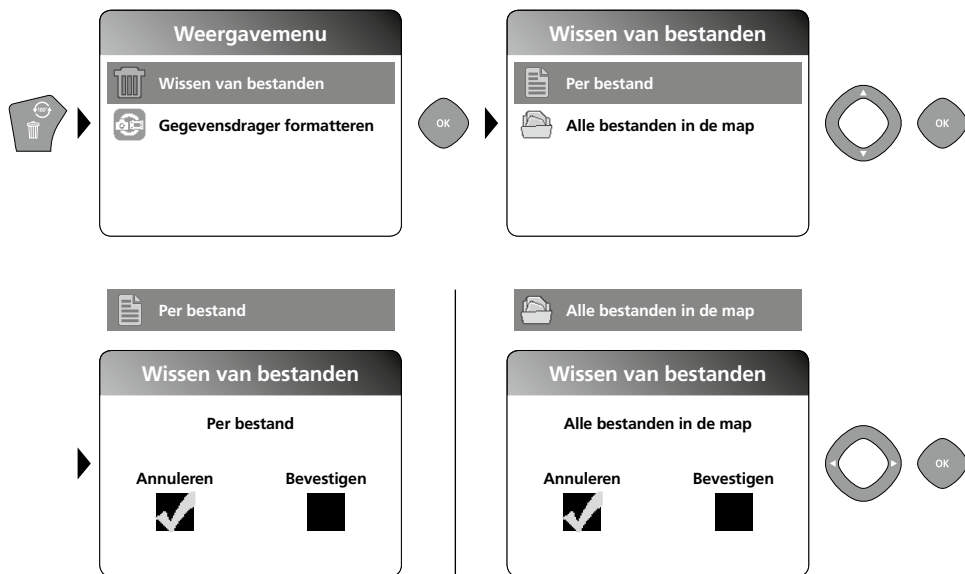 Weergavemenu
Wissen van bestanden
Gegevensdrager formatteren
180°
OK
Wissen van bestanden
Per bestand
Alle bestanden in de map
OK
Per bestand
Wissen van bestanden
Per bestand
Annuleren Bevestigen
Alle bestanden in de map
Wissen van bestanden
Alle bestanden in de map
Annuleren Bevestigen
OK